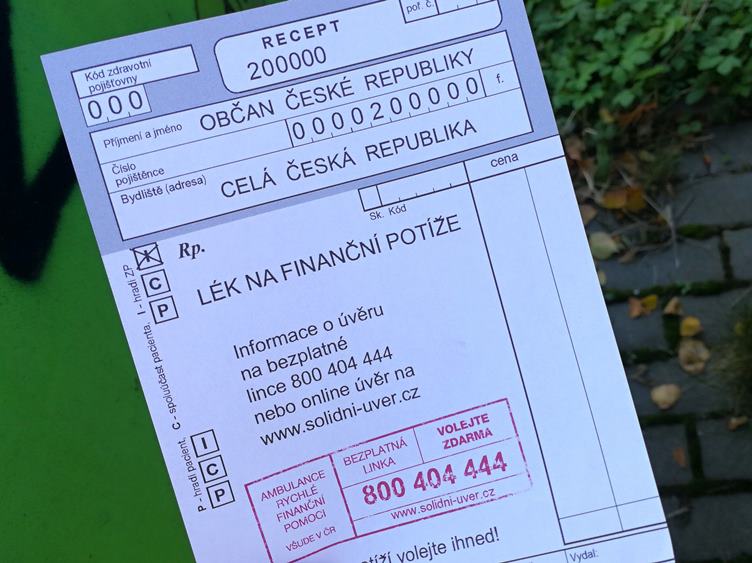 RECEPT
poř. č.
200000
Kód zdravotní
pojišťovny
000
Příjmení a jméno OBČAN ČESKÉ REPUBLIKY
Číslo
pojištěnce
0000200000 f.
Bydliště (adresa) CELÁ ČESKÁ REPUBLIKA
cena
Sk. Kód
Rp.
LÉK NA FINANČNÍ POTÍŽE
I - hradí ZP
X
C
P
C - spoluúčast pacienta,
P - hradí pacient,
I
C
P
Informace o úvěru
na bezplatné
lince 800 404 444
nebo online úvěr na
www.solidni-uver.cz
AMBULANCE
RYCHLÉ
FINANČNÍ
POMOCI
VŠUDE V ČR
BEZPLATNÁ
LINKA
VOLEJTE
ZDARMA
800 404 444
www.solidni-uver.cz
volejte ihned!
Vydal: